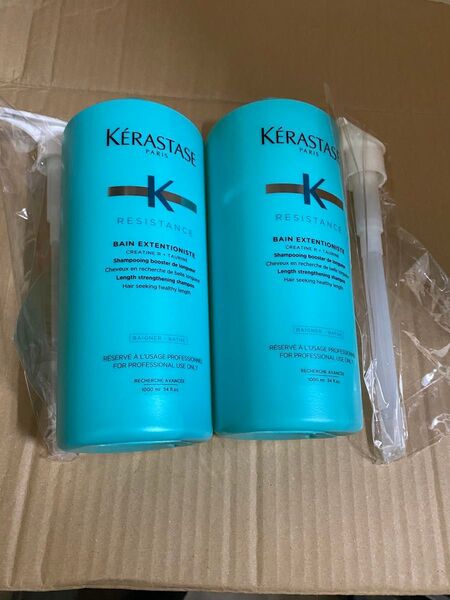 KÉRASTASE
PARIS
K
RESISTANCE
BAIN EXTENTIONISTE
CREATINE R + TAURINE
Shampooing booster de longueur
Cheveux en recherche de belle longueur
Length strengthening shampoo
Hair seeking healthy length
BAIGNER - BATHE
RÉSERVÉ À L'USAGE PROFESSIONNEL
FOR PROFESSIONAL USE ONLY
RECHERCHE AVANCÉE
1000 ml 34 fl.oz.
KÉRASTASE
PARIS
K
RESISTANCE
BAIN EXTENTIONISTE
CREATINE R + TAURINE
Shampooing booster de longueur
Cheveux en recherche de belle longueur
Length strengthening shampoo
Hair seeking healthy length
BAIGNER - BATHE
RÉSERVÉ À L'USAGE PROFESSIONNEL
FOR PROFESSIONAL USE ONLY
RECHERCHE AVANCÉE
1000 ml 34 fl.oz.